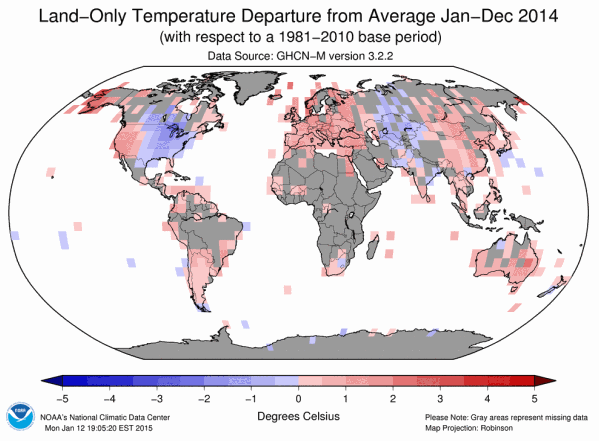 Land-Only Temperature Departure from Average Jan-Dec 2014
(with respect to a 1981-2010 base period)
Data Source: GHCN-M version 3.2.2
-5 -4 -3 -2 -1 0 1 2 3 4 5
Degrees Celsius
NOAA's National Climatic Data Center
Mon Jan 12 19:05:20 EST 2015
Please Note: Gray areas represent missing data
Map Projection: Robinson